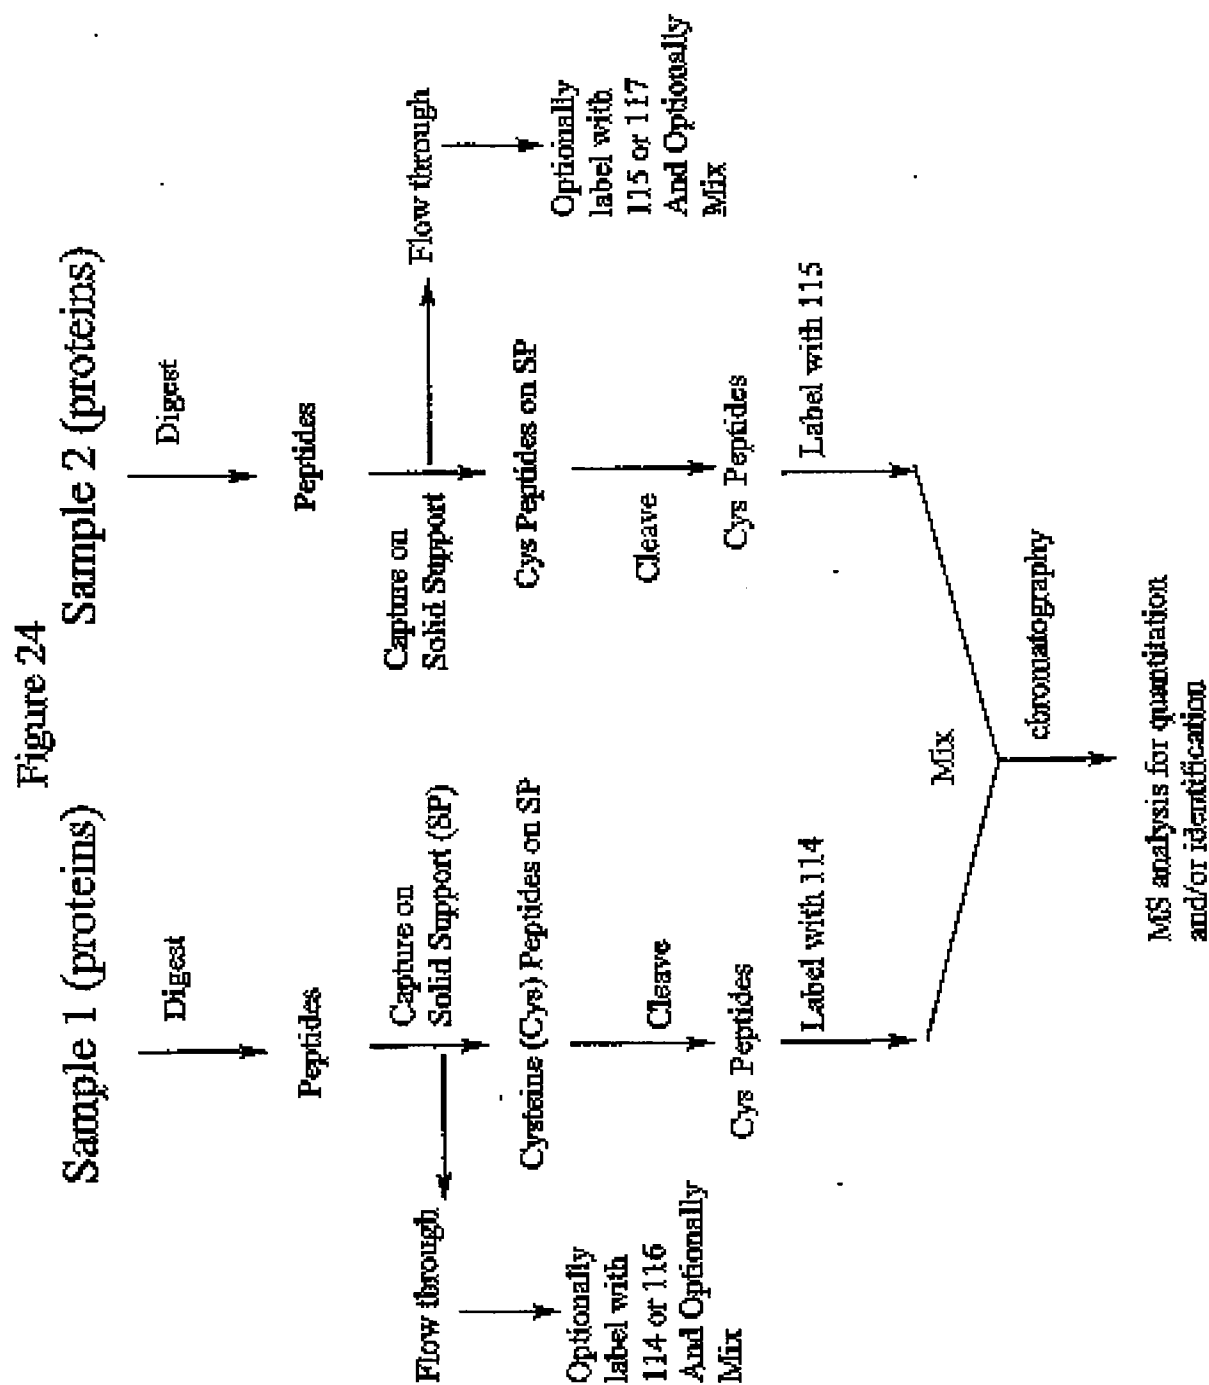 Figure 24
Sample 1 (proteins)
Sample 2 (proteins)
Digest
Digest
Peptides
Peptides
Capture on
Solid Support (SP)
Capture on
Solid Support
Flow through
Flow through
Optionally
label with
114 or 116
And Optionally
Mix
Cysteine (Cys) Peptides on SP
Cys Peptides on SP
Optionally
label with
115 or 117
And Optionally
Mix
Cleave
Cleave
Cys Peptides
Cys Peptides
Label with 114
Label with 115
Mix
chromatography
MS analysis for quantitation
and/or identification